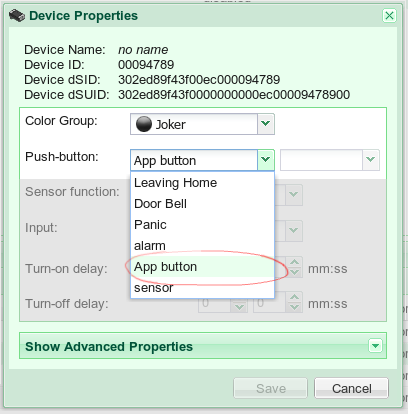 Device Properties
Device Name: no name
Device ID: 00094789
Device dSID: 302ed89f43f00ec000094789
Device dSUID: 302ed89f43f0000000000ec00009478900
Color Group: Joker
Push-button: App button
Leaving Home
Door Bell
Panic
alarm
App button
sensor
Sensor function:
Input:
Turn-on delay: mm:ss
Turn-off delay: 0 0 mm:ss
Show Advanced Properties
Save Cancel